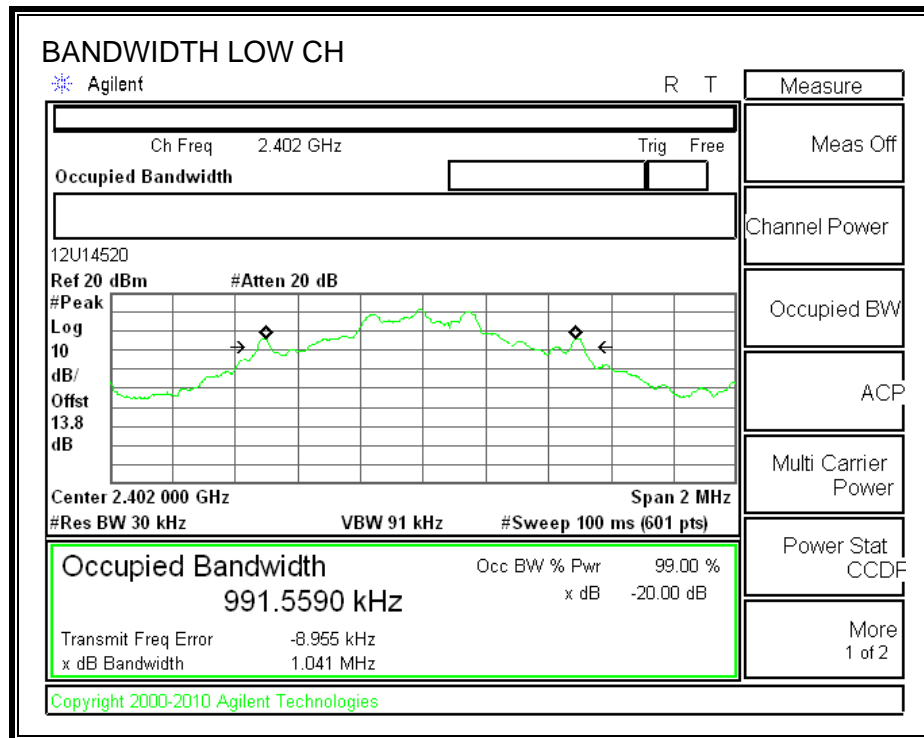 BANDWIDTH LOW CH
Agilent R T
Measure
Ch Freq 2.402 GHz Trig Free
Meas Off
Occupied Bandwidth
Channel Power
12U14520
Ref 20 dBm #Atten 20 dB
#Peak
Log
10
dB/
Offst
13.8
dB
Occupied BW
ACP
Multi Carrier
Power
Center 2.402 000 GHz Span 2 MHz
#Res BW 30 kHz VBW 91 kHz #Sweep 100 ms (601 pts)
Occupied Bandwidth Occ BW % Pwr 99.00 %
991.5590 kHz x dB -20.00 dB
Power Stat
CCDF
Transmit Freq Error -8.955 kHz
x dB Bandwidth 1.041 MHz
More
1 of 2
Copyright 2000-2010 Agilent Technologies